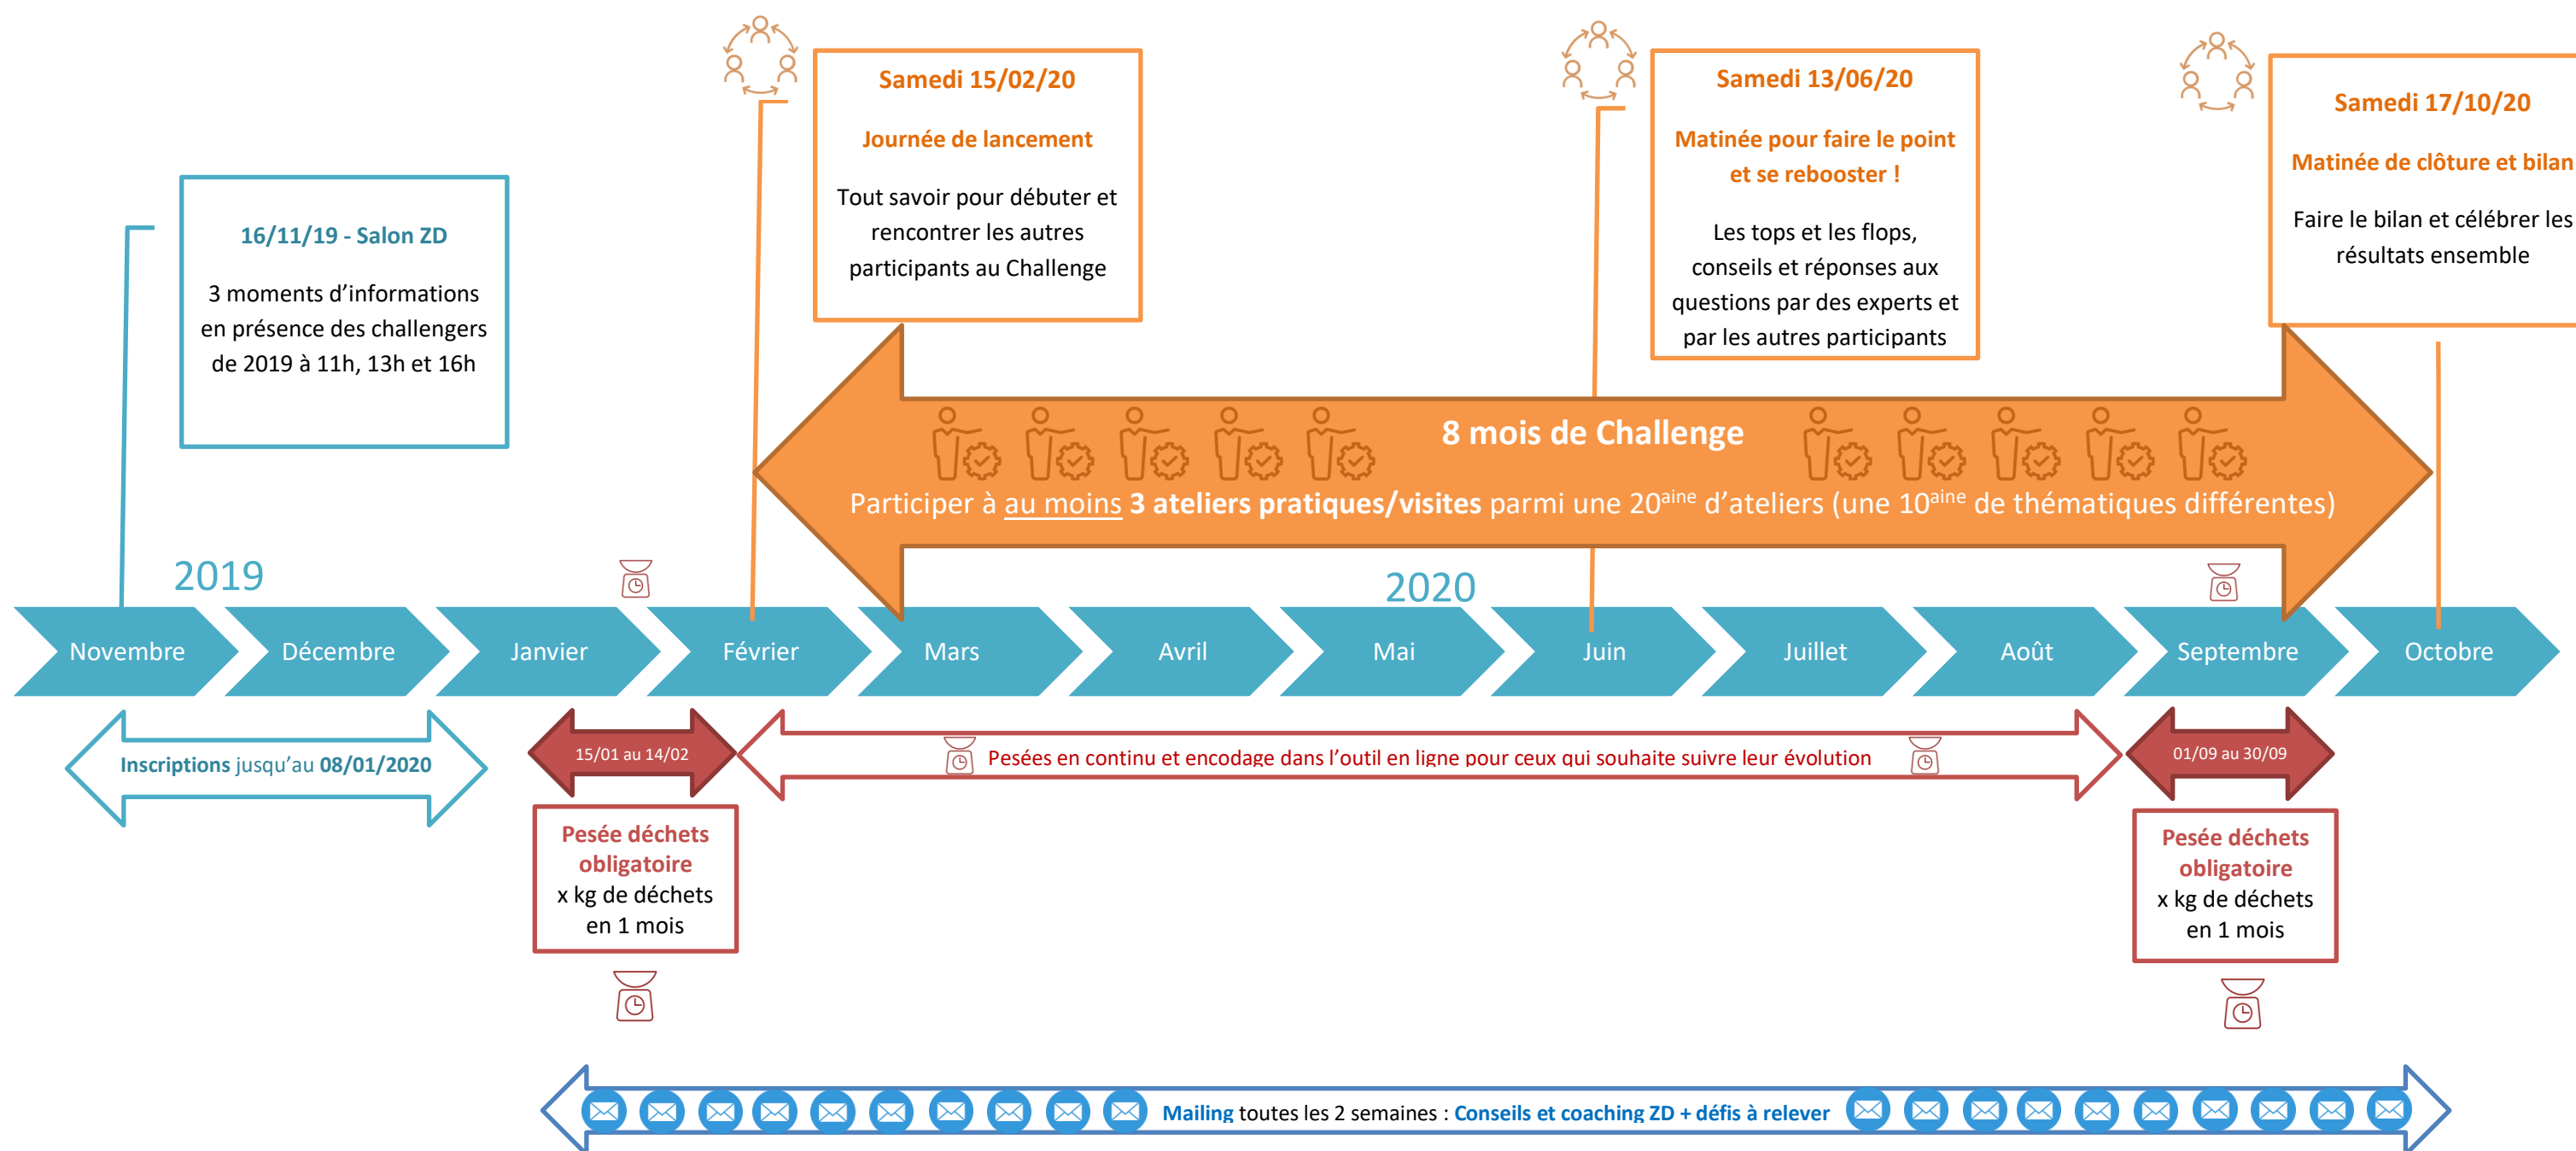 Samedi 15/02/20
Journée de lancement
Tout savoir pour débuter et
rencontrer les autres
participants au Challenge
Samedi 13/06/20
Matinée pour faire le point
et se rebooster !
Les tops et les flops,
conseils et réponses aux
questions par des experts et
par les autres participants
Samedi 17/10/20
Matinée de clôture et bilan
Faire le bilan et célébrer les
résultats ensemble
16/11/19 - Salon ZD
3 moments d'informations
en présence des challengers
de 2019 à 11h, 13h et 16h
8 mois de Challenge
Participer à au moins 3 ateliers pratiques/visites parmi une 20aine d'ateliers (une 10aine de thématiques différentes)
2019
2020
Novembre
Décembre
Janvier
Février
Mars
Avril
Mai
Juin
Juillet
Août
Septembre
Octobre
Inscriptions jusqu'au 08/01/2020
15/01 au 14/02
Pesées en continu et encodage dans l'outil en ligne pour ceux qui souhaite suivre leur évolution
01/09 au 30/09
Pesée déchets
obligatoire
x kg de déchets
en 1 mois
Pesée déchets
obligatoire
x kg de déchets
en 1 mois
Mailing toutes les 2 semaines : Conseils et coaching ZD + défis à relever